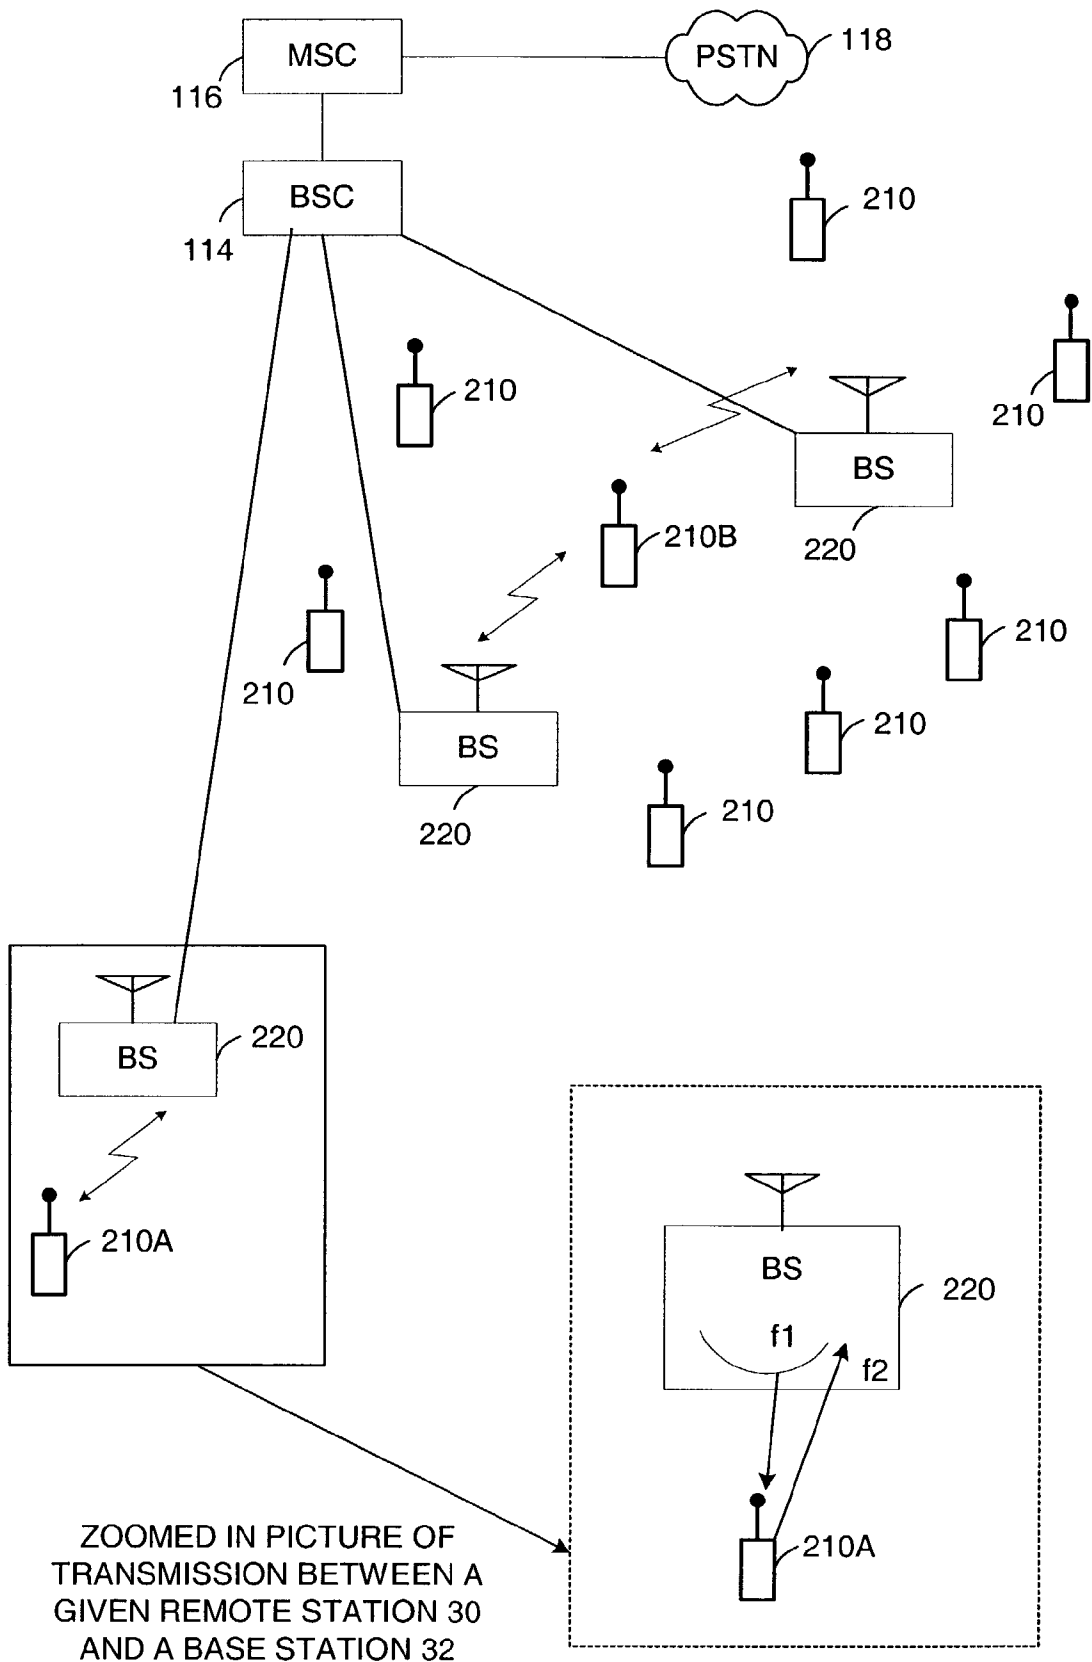 MSC
PSTN
118
116
BSC
114
210
210
210
210
BS
220
210B
210
BS
220
210
210
210
BS
220
210A
BS
220
f1
f2
210A
ZOOMED IN PICTURE OF
TRANSMISSION BETWEEN A
GIVEN REMOTE STATION 30
AND A BASE STATION 32